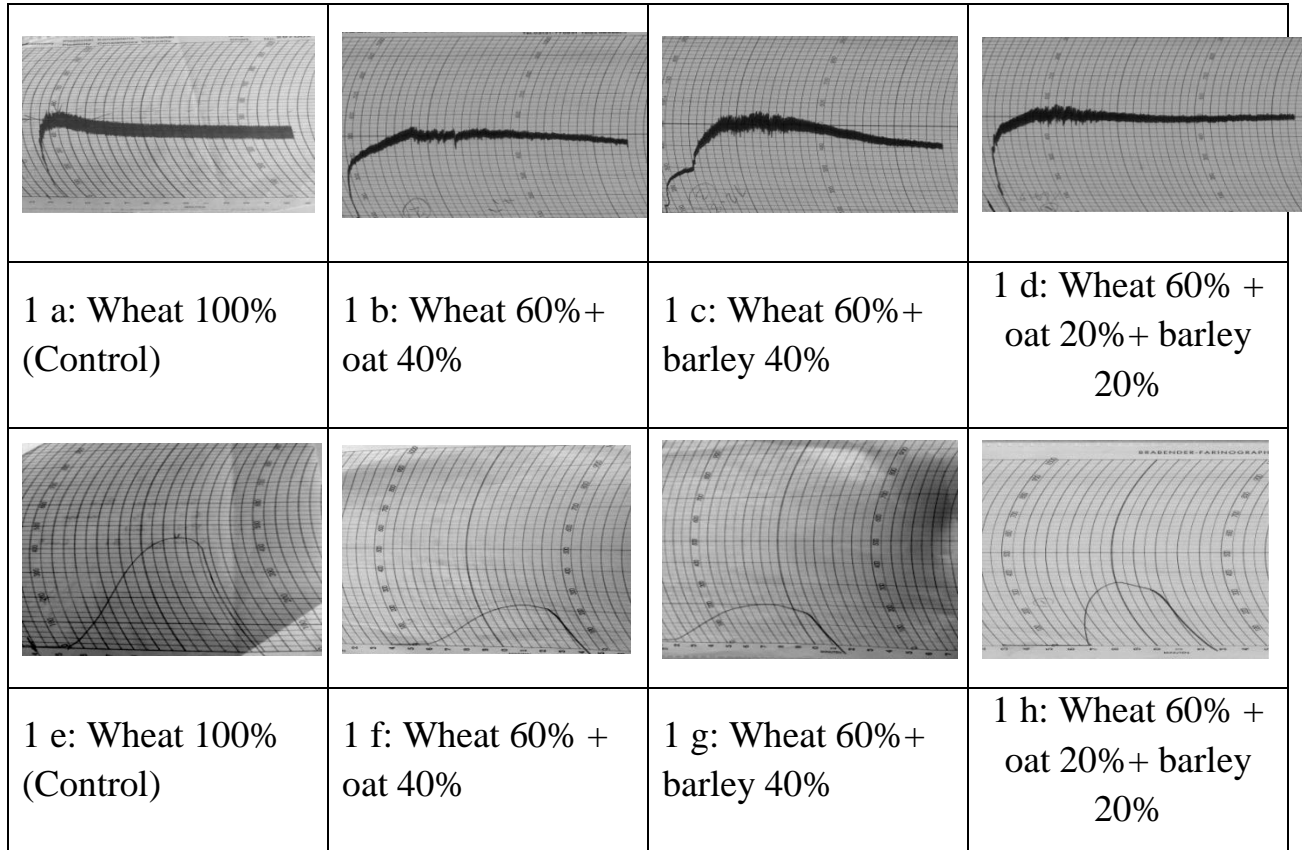 1 a: Wheat 100%
(Control)
1 b: Wheat 60%+
oat 40%
1 c: Wheat 60%+
barley 40%
1 d: Wheat 60% +
oat 20%+ barley
20%
BRABENDER-FARINOGRAPH
1 e: Wheat 100%
(Control)
1 f: Wheat 60% +
oat 40%
1 g: Wheat 60%+
barley 40%
1 h: Wheat 60% +
oat 20%+ barley
20%